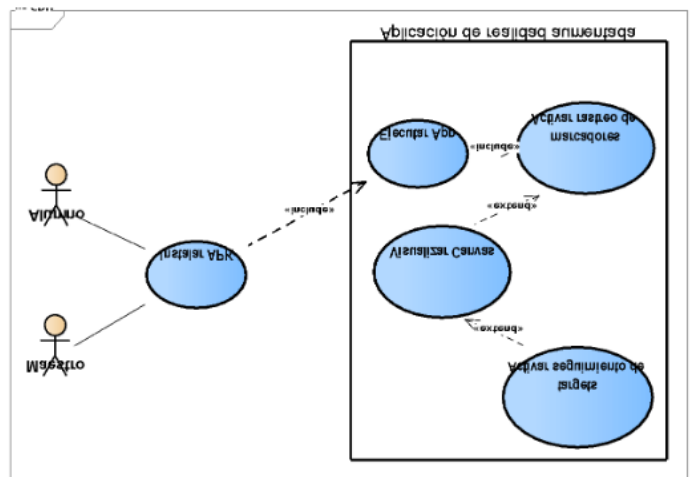 Aplicación de realidad aumentada
Ejecutar App
«include»
Activar rastreo de
marcadores
Alumno
«include»
«extend»
Instalar APK
Visualizar Canvas
«extend»
Maestro
Activar seguimiento de
targets